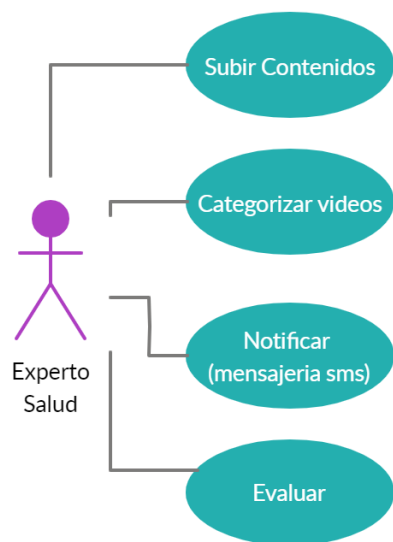 Subir Contenidos
Categorizar videos
Notificar
(mensajeria sms)
Experto
Salud
Evaluar